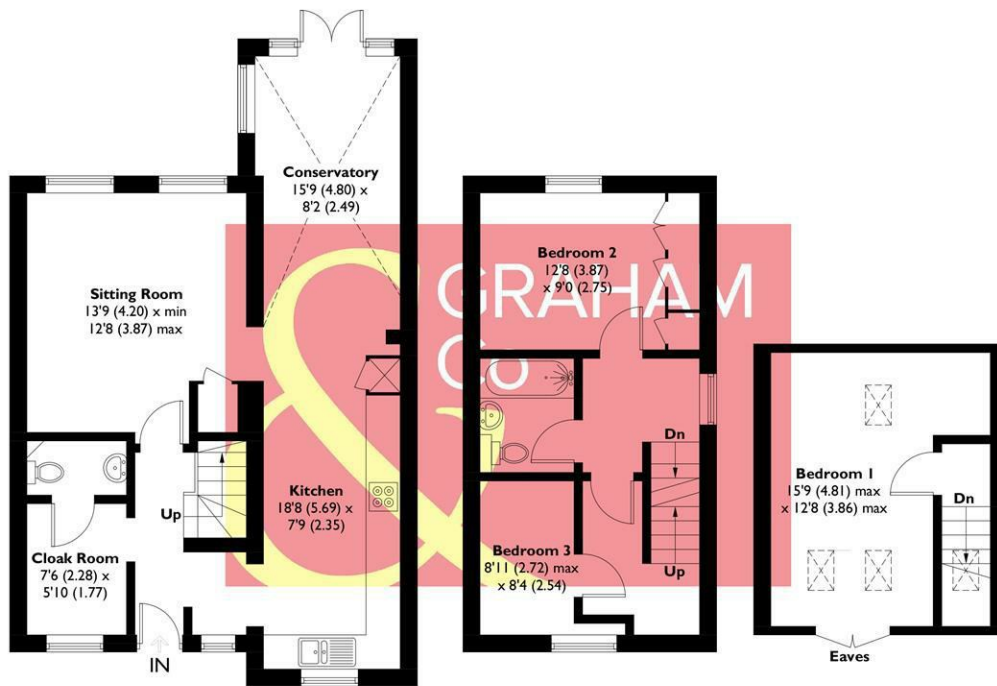 Conservatory
15'9 (4.80) x
8'2 (2.49)
Sitting Room
13'9 (4.20) x min
12'8 (3.87) max
Kitchen
18'8 (5.69) x
7'9 (2.35)
Up
Cloak Room
7'6 (2.28) x
5'10 (1.77)
IN
Bedroom 2
12'8 (3.87)
x 9'0 (2.75)
Dn
Up
Bedroom 3
8'11 (2.72) max
x 8'4 (2.54)
Bedroom 1
15'9 (4.81) max
x 12'8 (3.86) max
Dn
Eaves
&
GRAHAM
Co